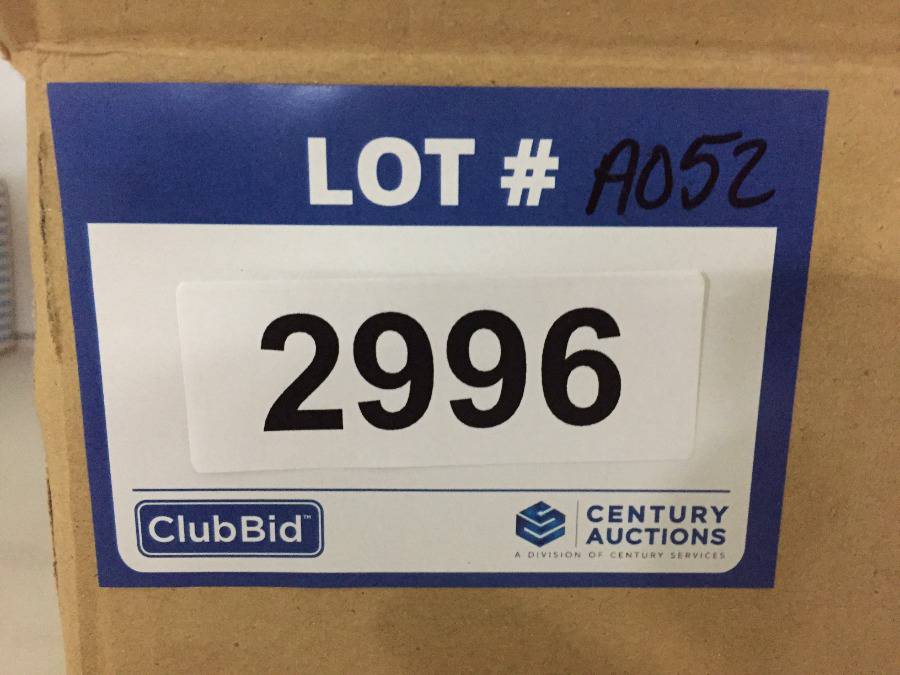 LOT # A052
2996
ClubBid™
CENTURY
AUCTIONS
A DIVISION OF CENTURY SERVICES